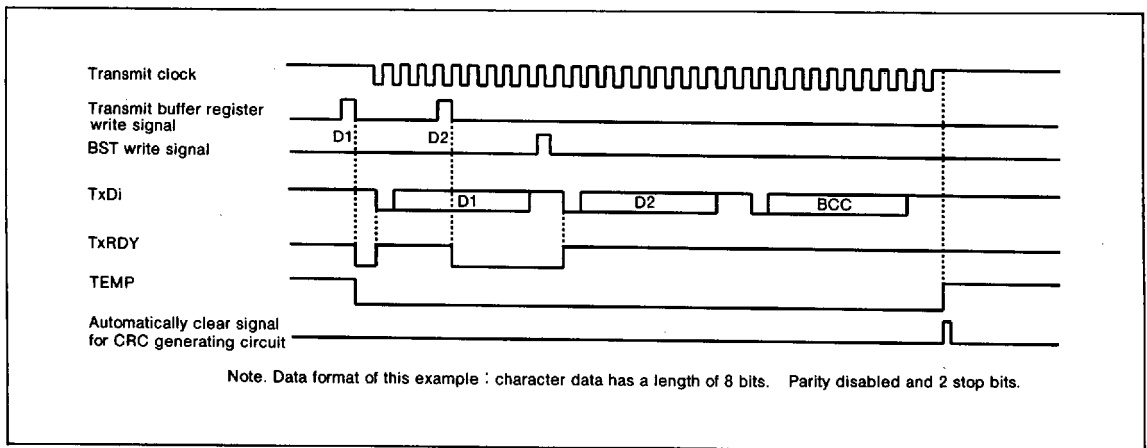 Transmit clock
Transmit buffer register
write signal
D1
D2
BST write signal
TxDi
D1
D2
BCC
TxRDY
TEMP
Automatically clear signal
for CRC generating circuit
Note. Data format of this example : character data has a length of 8 bits. Parity disabled and 2 stop bits.